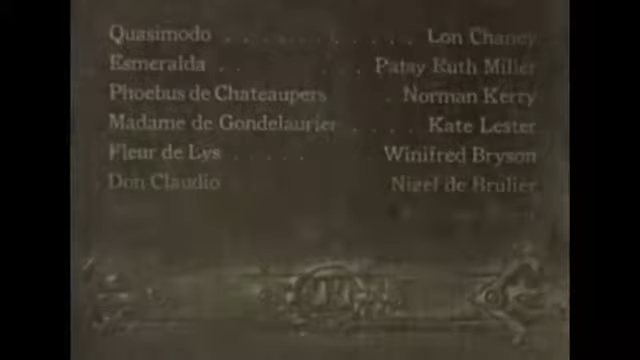 Quasimodo . . . . . . . . . . . . Lon Chaney
Esmeralda . . . . . Patsy Ruth Miller
Phoebus de Chateaupers . Norman Kerry
Madame de Gondelaurier . . . . Kate Lester
Fleur de Lys . . . . . Winifred Bryson
Don Claudio Nigel de Brulier